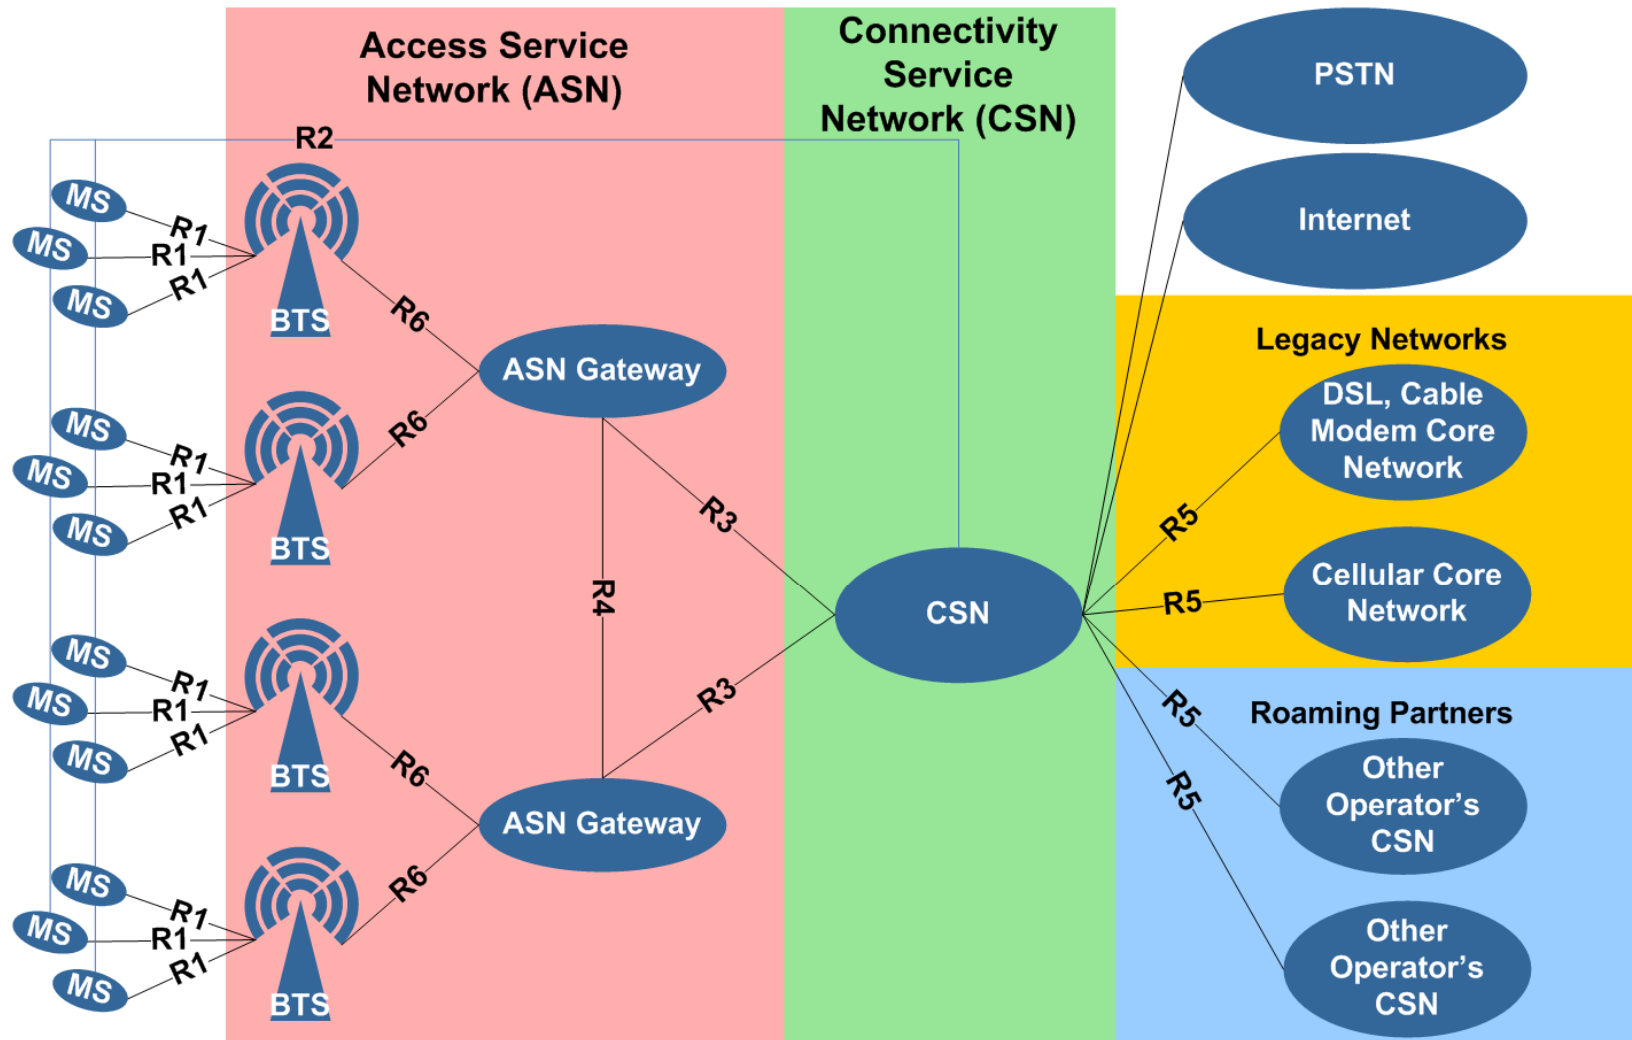 Access Service
Network (ASN)
Connectivity
Service
Network (CSN)
PSTN
Internet
R2
MS
MS
MS
R1
R1
R1
BTS
R6
ASN Gateway
MS
MS
MS
R1
R1
R1
BTS
R6
R3
R4
CSN
Legacy Networks
DSL, Cable
Modem Core
Network
R5
Cellular Core
Network
R5
MS
MS
MS
R1
R1
R1
BTS
R6
R3
ASN Gateway
MS
MS
MS
R1
R1
R1
BTS
R6
Roaming Partners
R5
Other
Operator’s
CSN
R5
Other
Operator’s
CSN